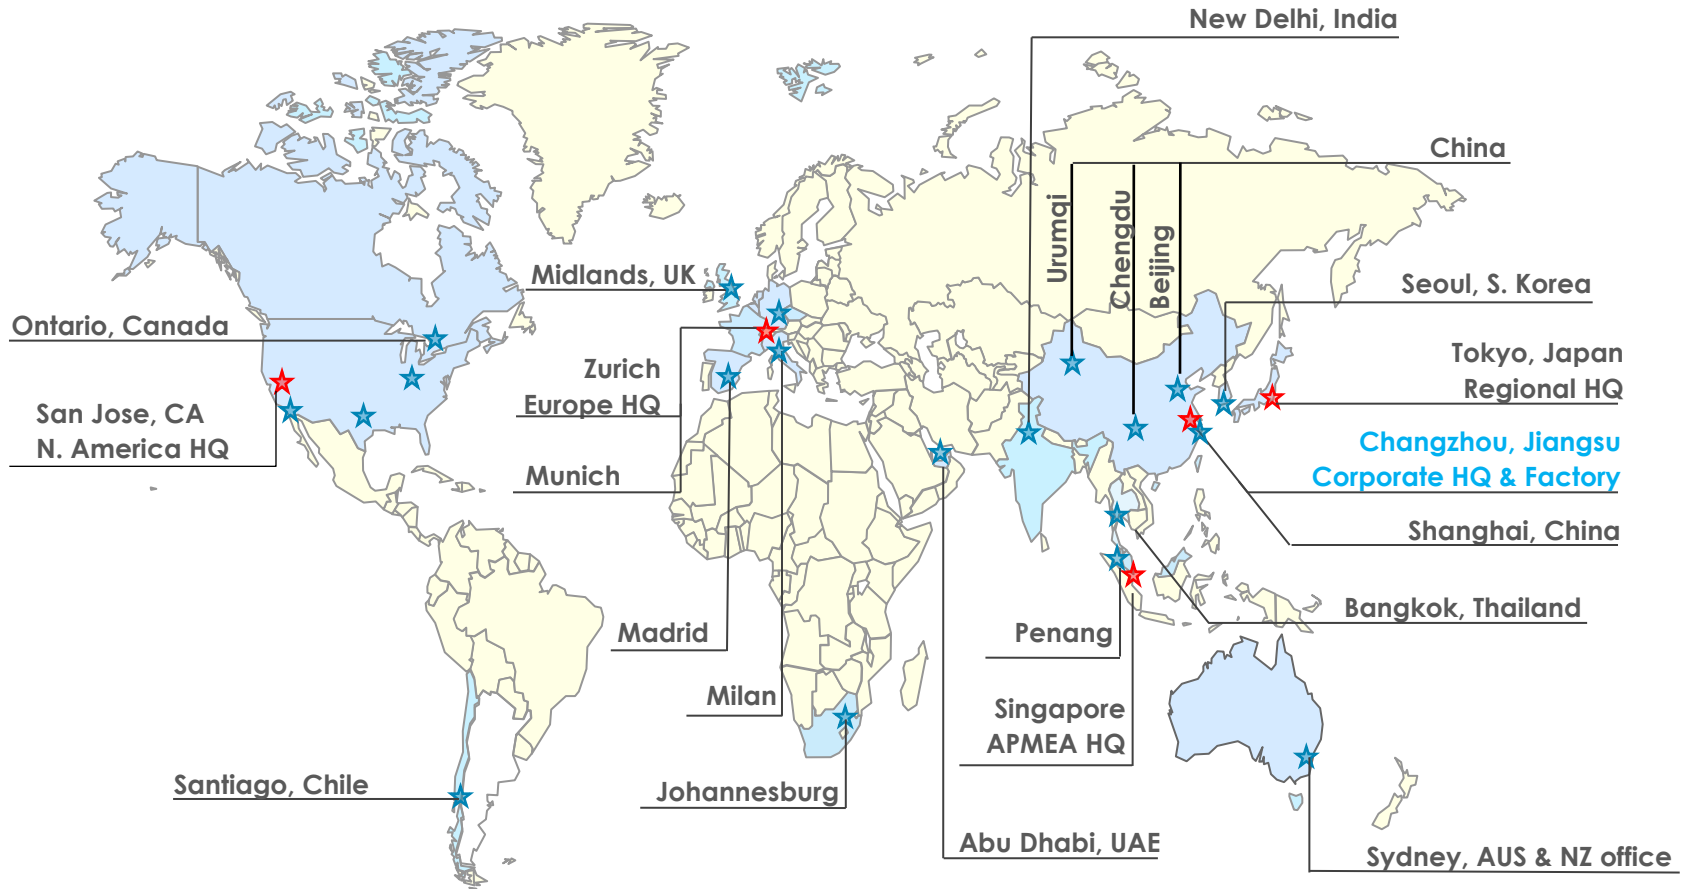 New Delhi, India
China
Urumqi
Chengdu
Beijing
Midlands, UK
Seoul, S. Korea
Ontario, Canada
Zurich
Europe HQ
Tokyo, Japan
Regional HQ
San Jose, CA
N. America HQ
Changzhou, Jiangsu
Corporate HQ & Factory
Munich
Shanghai, China
Bangkok, Thailand
Madrid
Penang
Milan
Singapore
APMEA HQ
Santiago, Chile
Johannesburg
Abu Dhabi, UAE
Sydney, AUS & NZ office